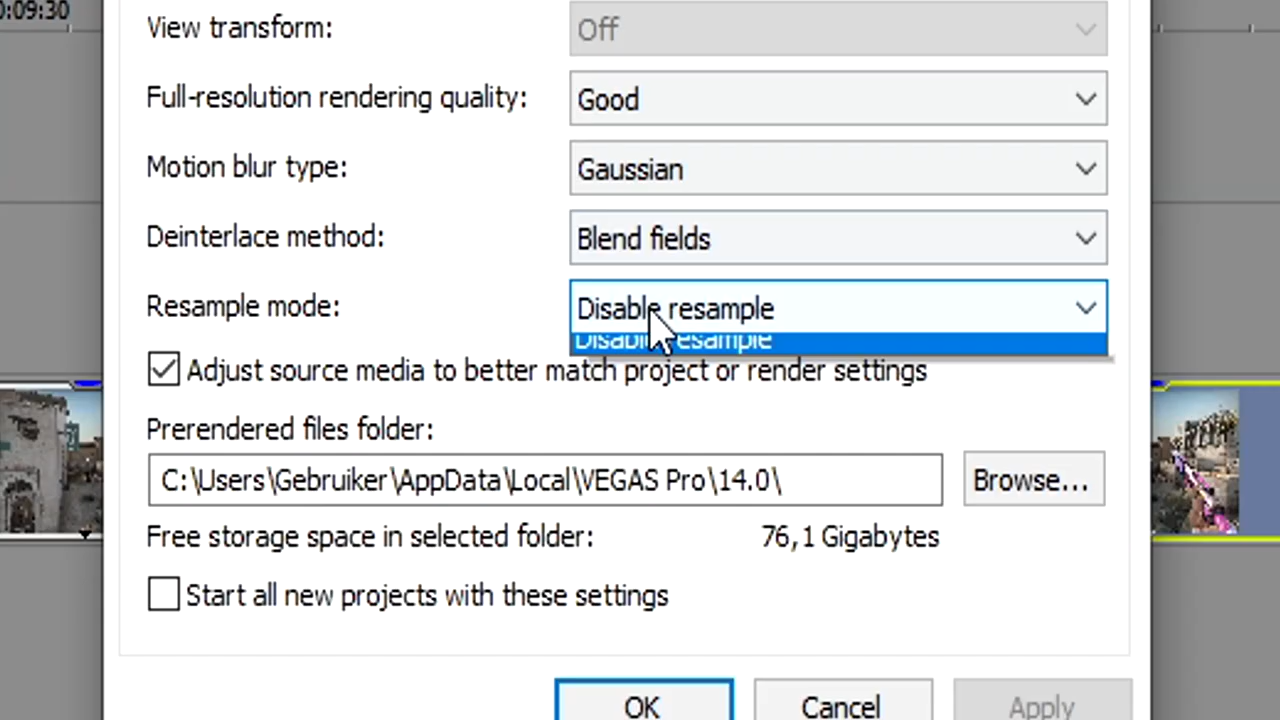 0:09:30
View transform: Off
Full-resolution rendering quality: Good
Motion blur type: Gaussian
Deinterlace method: Blend fields
Resample mode: Disable resample
Disable resample
Adjust source media to better match project or render settings
Prerendered files folder:
C:\Users\Gebruiker\AppData\Local\VEGAS Pro\14.0\ Browse...
Free storage space in selected folder: 76,1 Gigabytes
Start all new projects with these settings
OK Cancel Apply